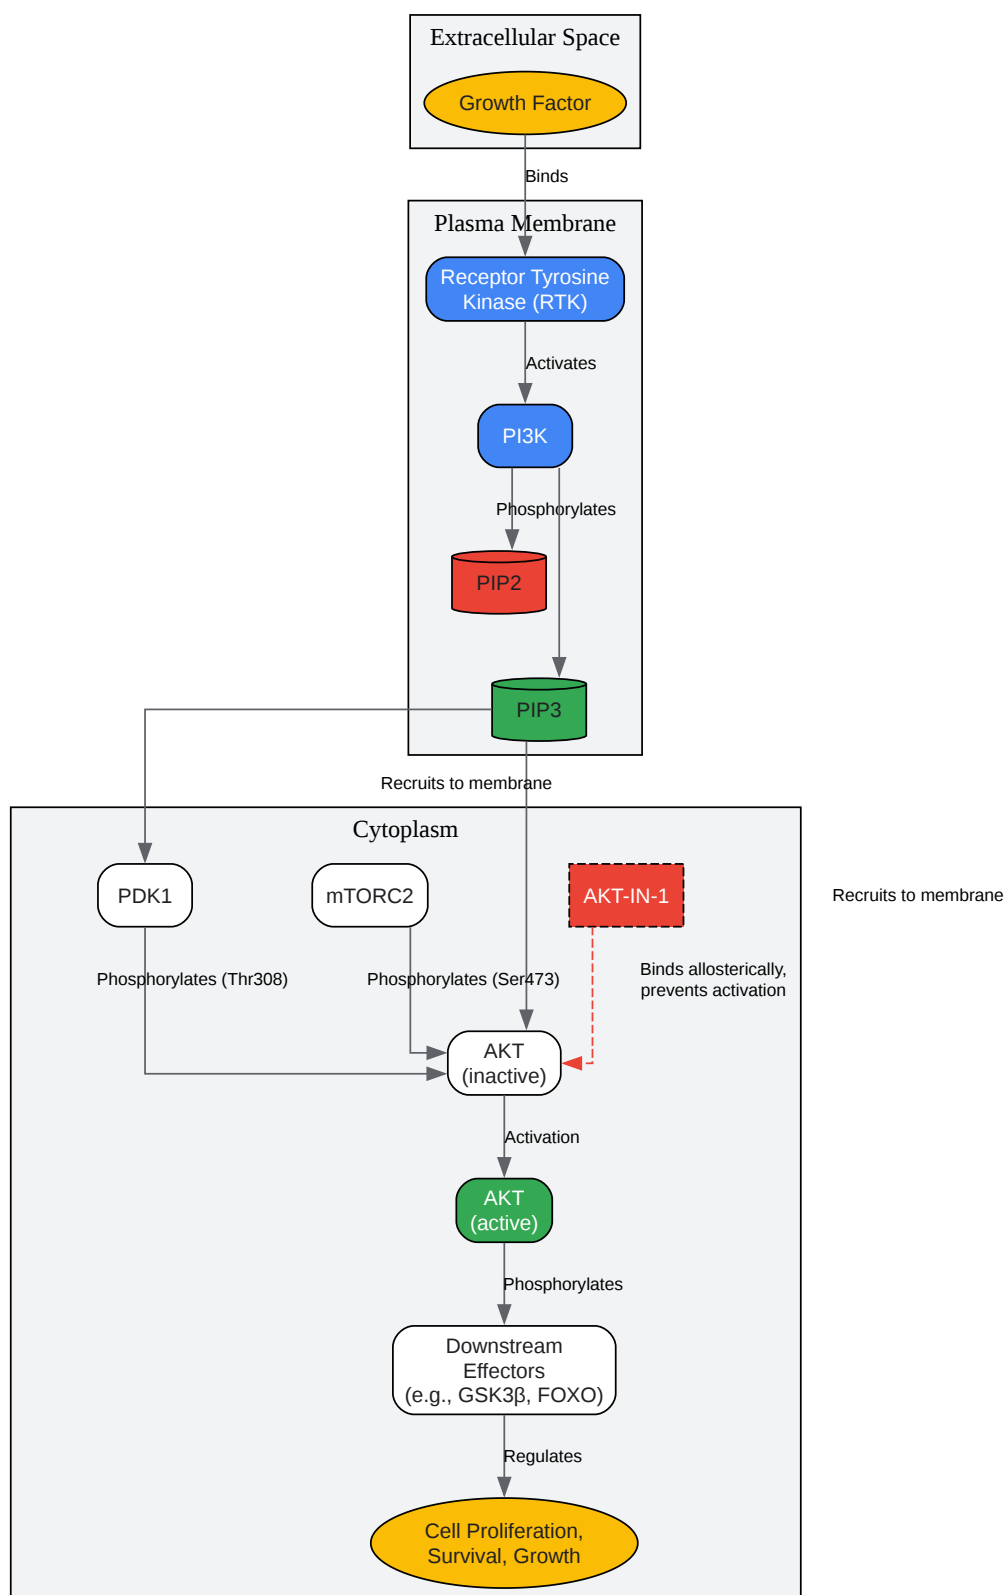 Extracellular Space
Growth Factor
Binds
Plasma Membrane
Receptor Tyrosine
Kinase (RTK)
Activates
PI3K
Phosphorylates
PIP2
PIP3
Recruits to membrane
Cytoplasm
PDK1
mTORC2
AKT-IN-1
Recruits to membrane
Phosphorylates (Thr308)
Phosphorylates (Ser473)
Binds allosterically,
prevents activation
AKT
(inactive)
Activation
AKT
(active)
Phosphorylates
Downstream
Effectors
(e.g., GSK3β, FOXO)
Regulates
Cell Proliferation,
Survival, Growth